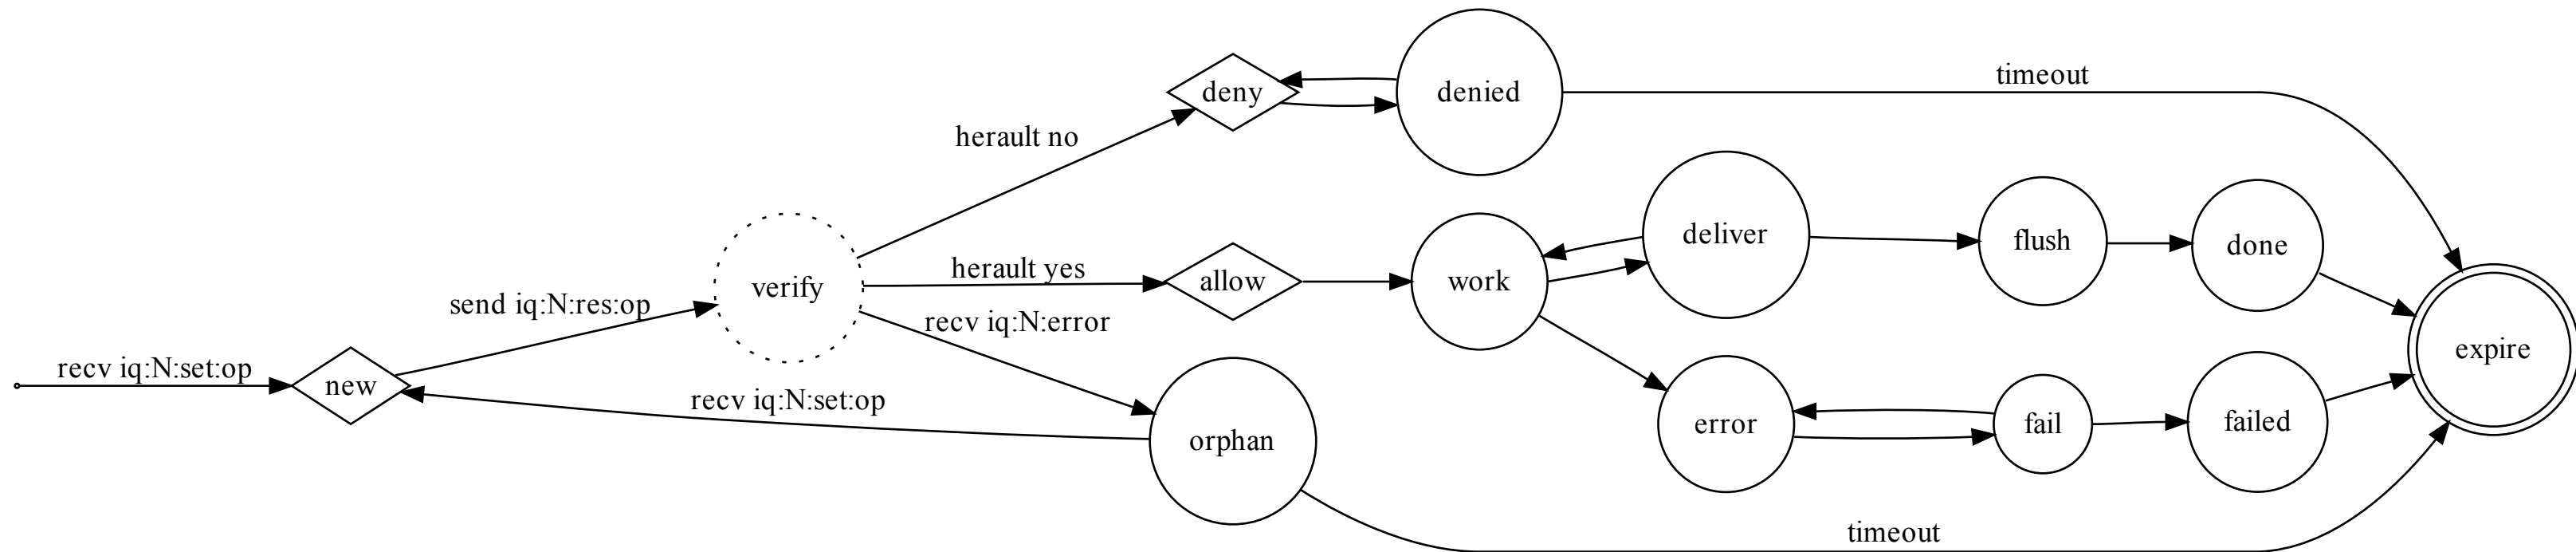 timeout
deny
denied
herault no
deliver
flush
done
herault yes
verify
allow
work
send iq:N:res:op
recv iq:N:error
expire
recv iq:N:set:op
new
recv iq:N:set:op
error
fail
failed
orphan
timeout